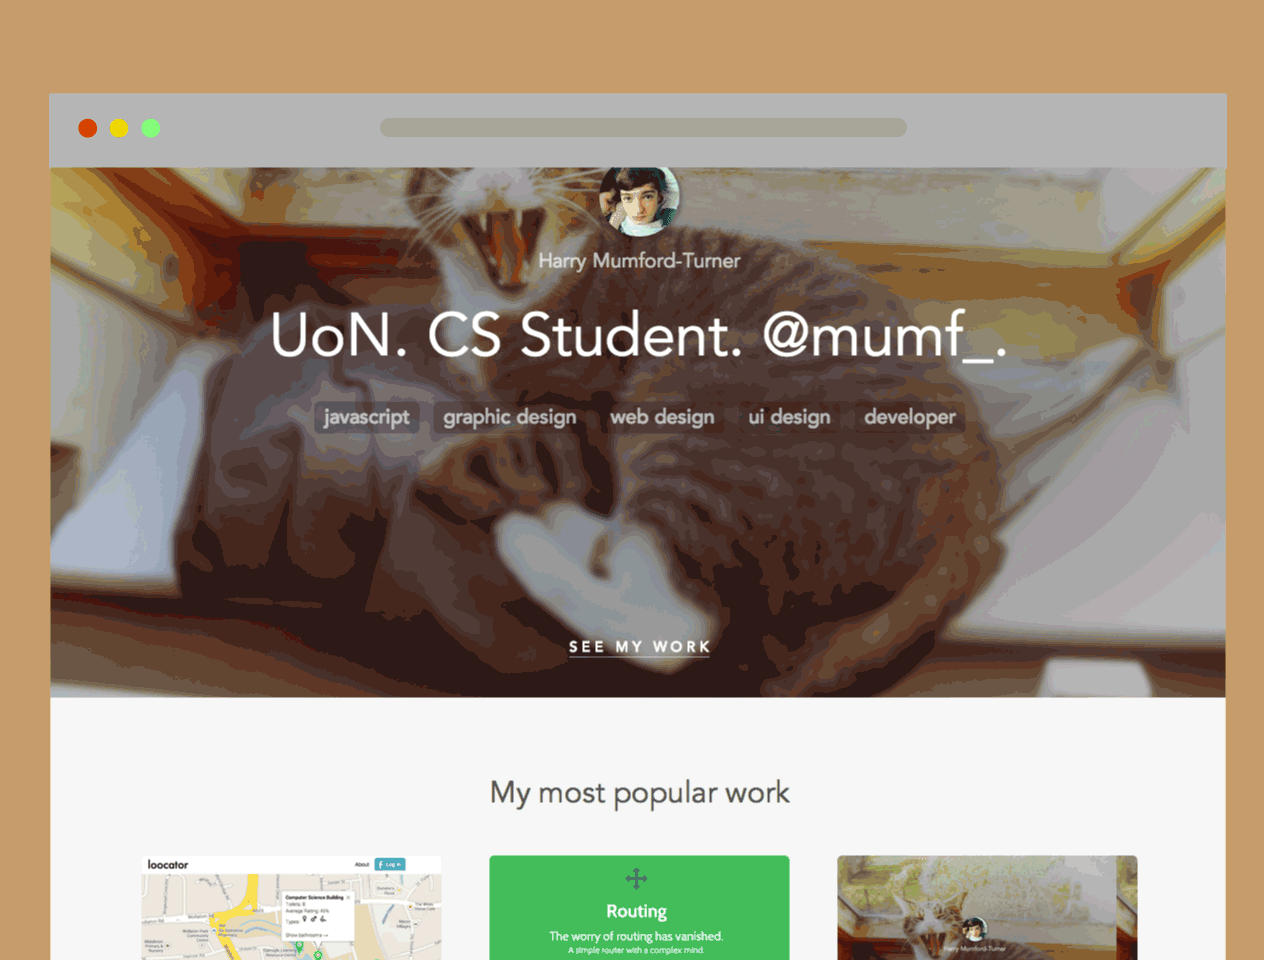 Harry Mumford-Turner
UoN. CS Student. @mumf_.
javascript graphic design web design ui design developer
SEE MY WORK
My most popular work
loocator
About
f Log in
Computer Science Building
Toilets: 8
Average Rating: 45%
Types:
Show bathrooms
Routing
The worry of routing has vanished.
A simple router with a complex mind.
Harry Mumford-Turner